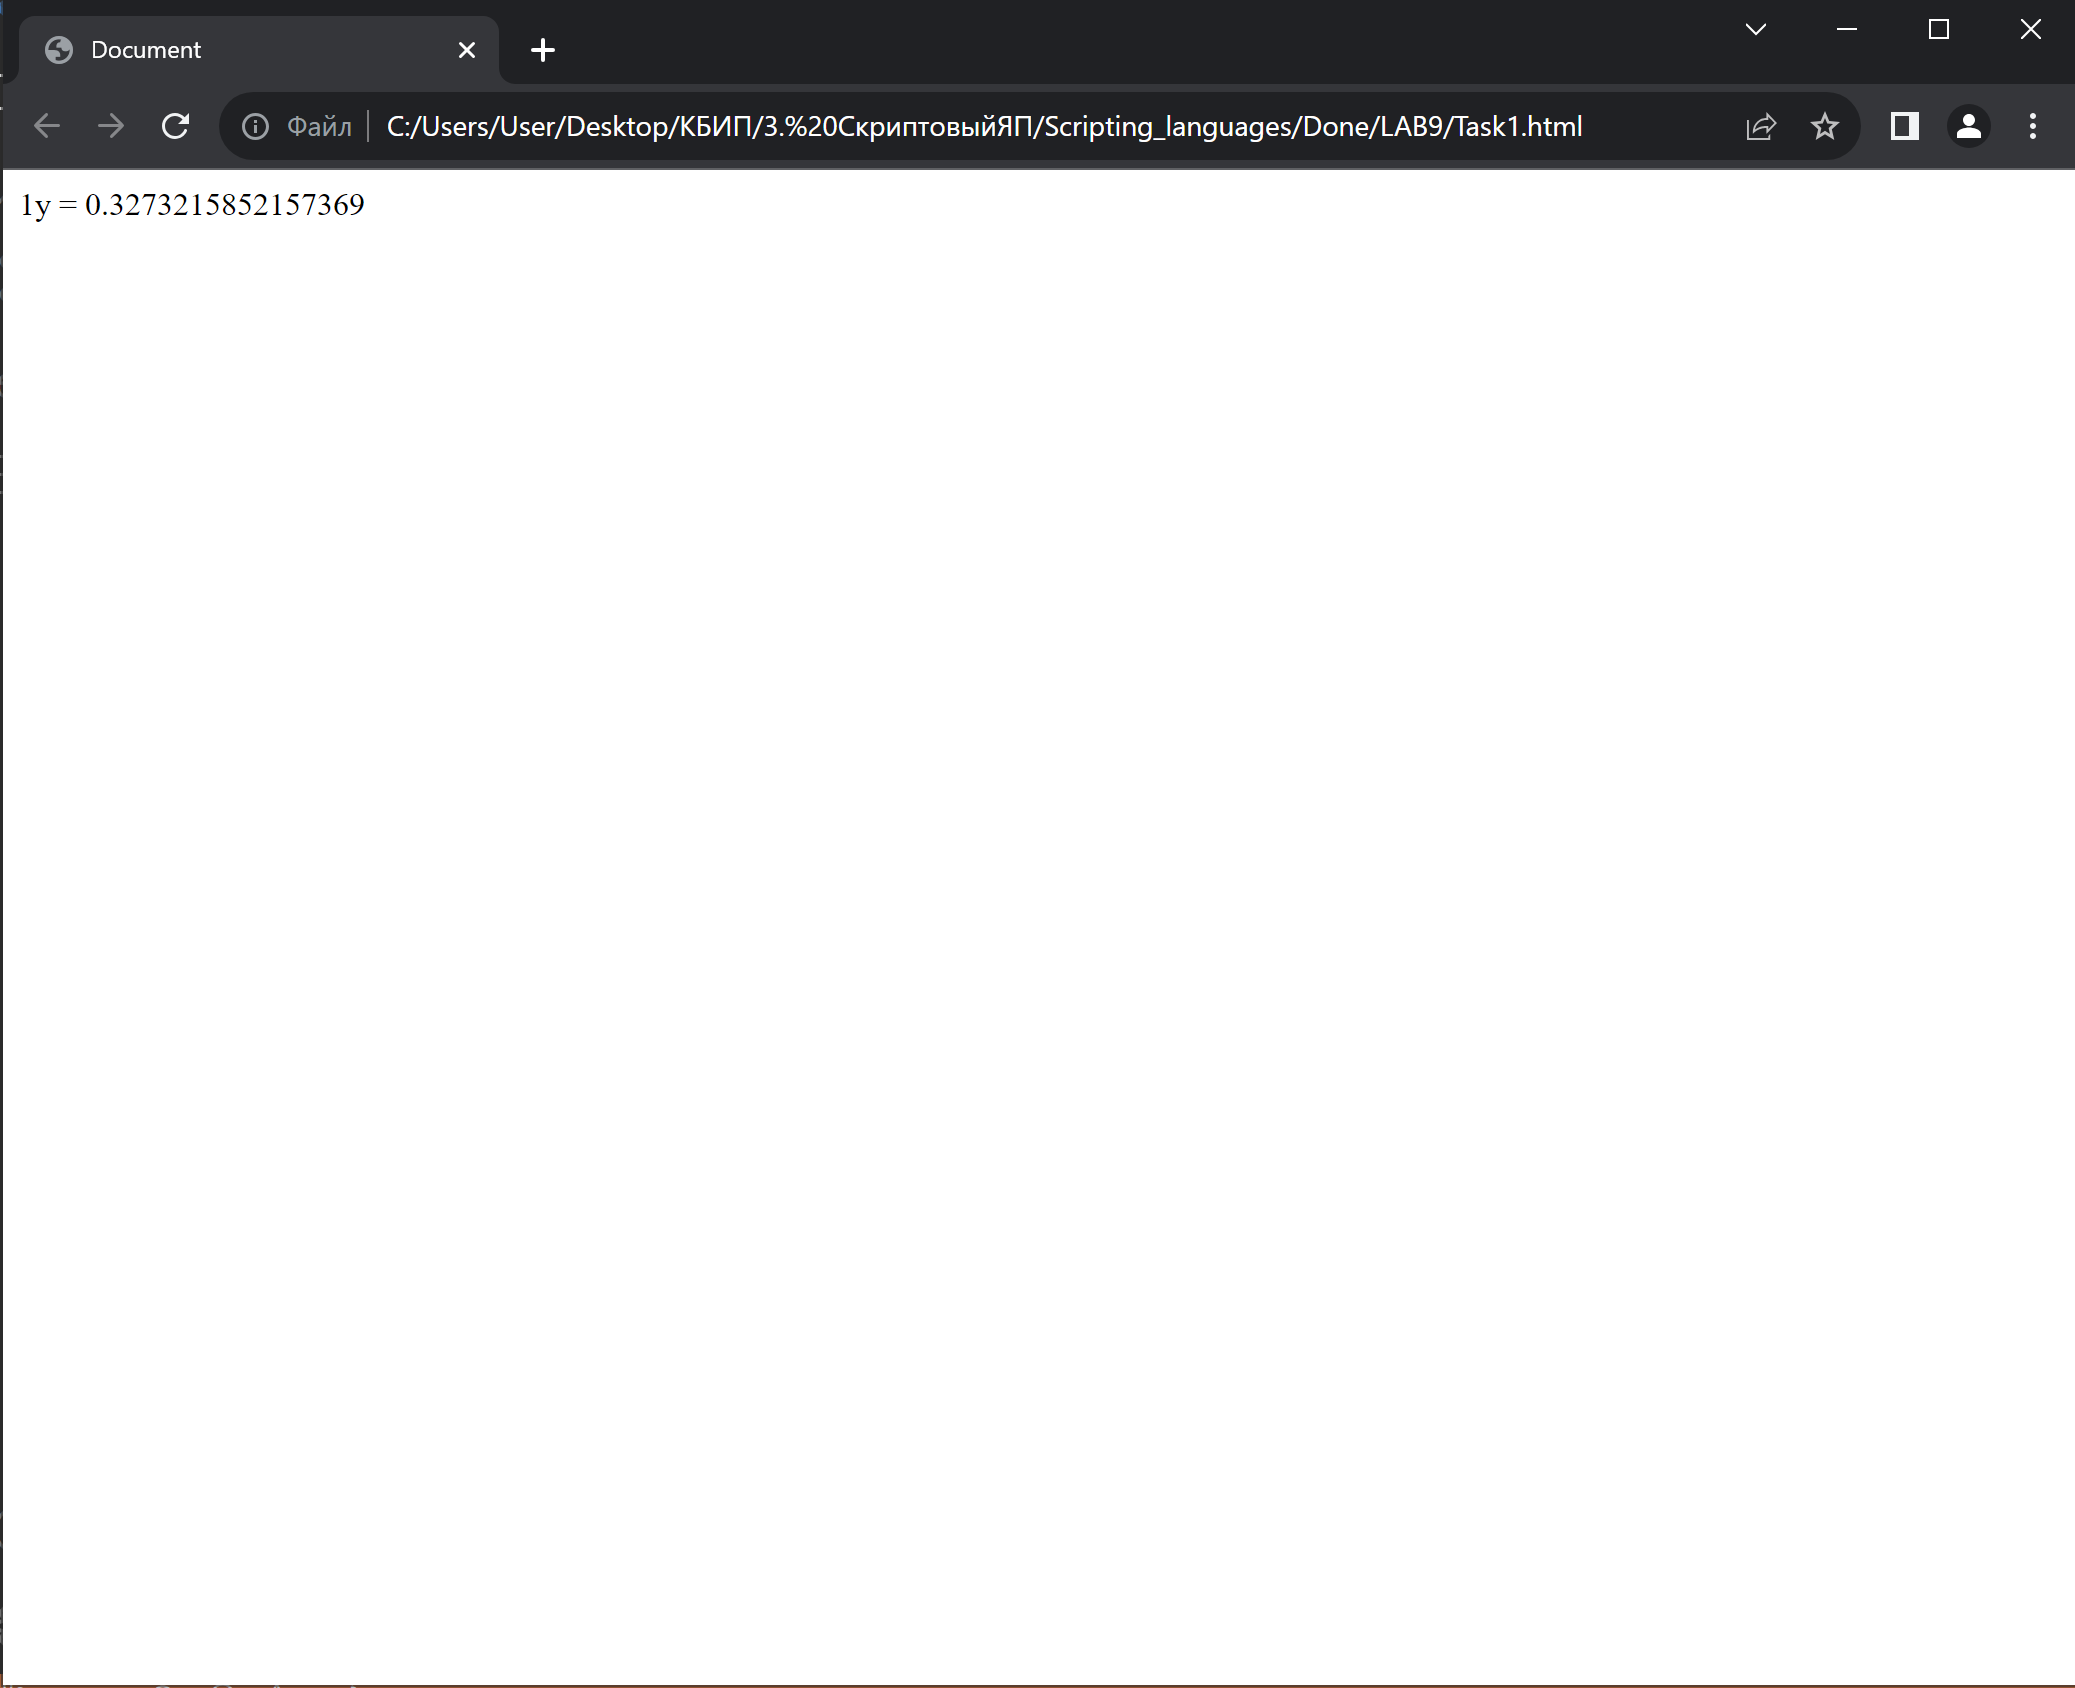 Document
Файл C:/Users/User/Desktop/КБИП/3.%20СкриптовыйЯП/Scripting_languages/Done/LAB9/Task1.html
1y = 0.3273215852157369